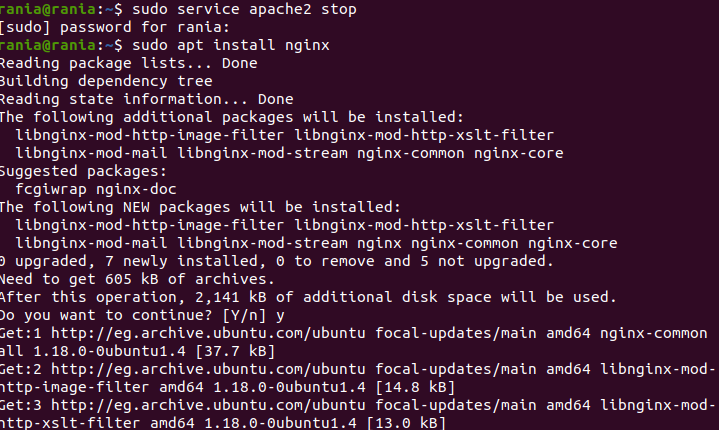 rania@rania:~$ sudo service apache2 stop
[sudo] password for rania:
rania@rania:~$ sudo apt install nginx
Reading package lists... Done
Building dependency tree
Reading state information... Done
The following additional packages will be installed:
  libnginx-mod-http-image-filter libnginx-mod-http-xslt-filter
  libnginx-mod-mail libnginx-mod-stream nginx-common nginx-core
Suggested packages:
  fcgiwrap nginx-doc
The following NEW packages will be installed:
  libnginx-mod-http-image-filter libnginx-mod-http-xslt-filter
  libnginx-mod-mail libnginx-mod-stream nginx nginx-common nginx-core
0 upgraded, 7 newly installed, 0 to remove and 5 not upgraded.
Need to get 605 kB of archives.
After this operation, 2,141 kB of additional disk space will be used.
Do you want to continue? [Y/n] y
Get:1 http://eg.archive.ubuntu.com/ubuntu focal-updates/main amd64 nginx-common
all 1.18.0-0ubuntu1.4 [37.7 kB]
Get:2 http://eg.archive.ubuntu.com/ubuntu focal-updates/main amd64 libnginx-mod-
http-image-filter amd64 1.18.0-0ubuntu1.4 [14.8 kB]
Get:3 http://eg.archive.ubuntu.com/ubuntu focal-updates/main amd64 libnginx-mod-
http-xslt-filter amd64 1.18.0-0ubuntu1.4 [13.0 kB]